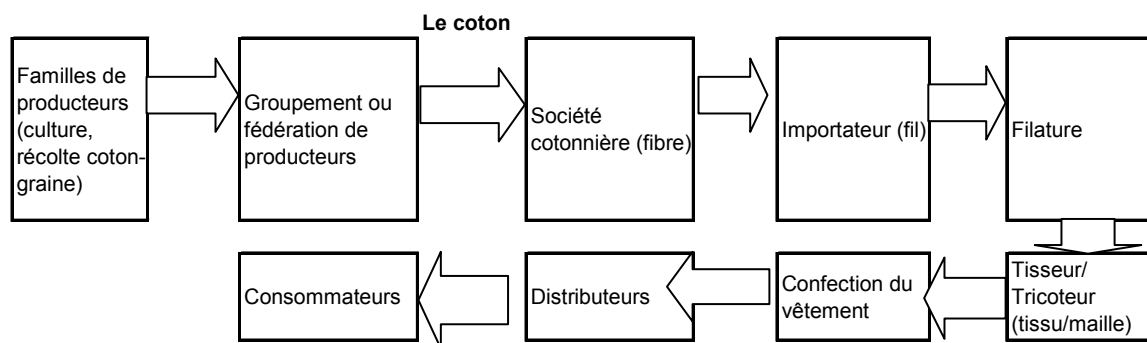 Le coton
Familles de
producteurs
(culture,
récolte coton-
graine)
Groupement ou
fédération de
producteurs
Société
cotonnière (fibre)
Importateur (fil)
Filature
Tisseur/
Tricoteur
(tissu/maille)
Confection du
vêtement
Distributeurs
Consommateurs